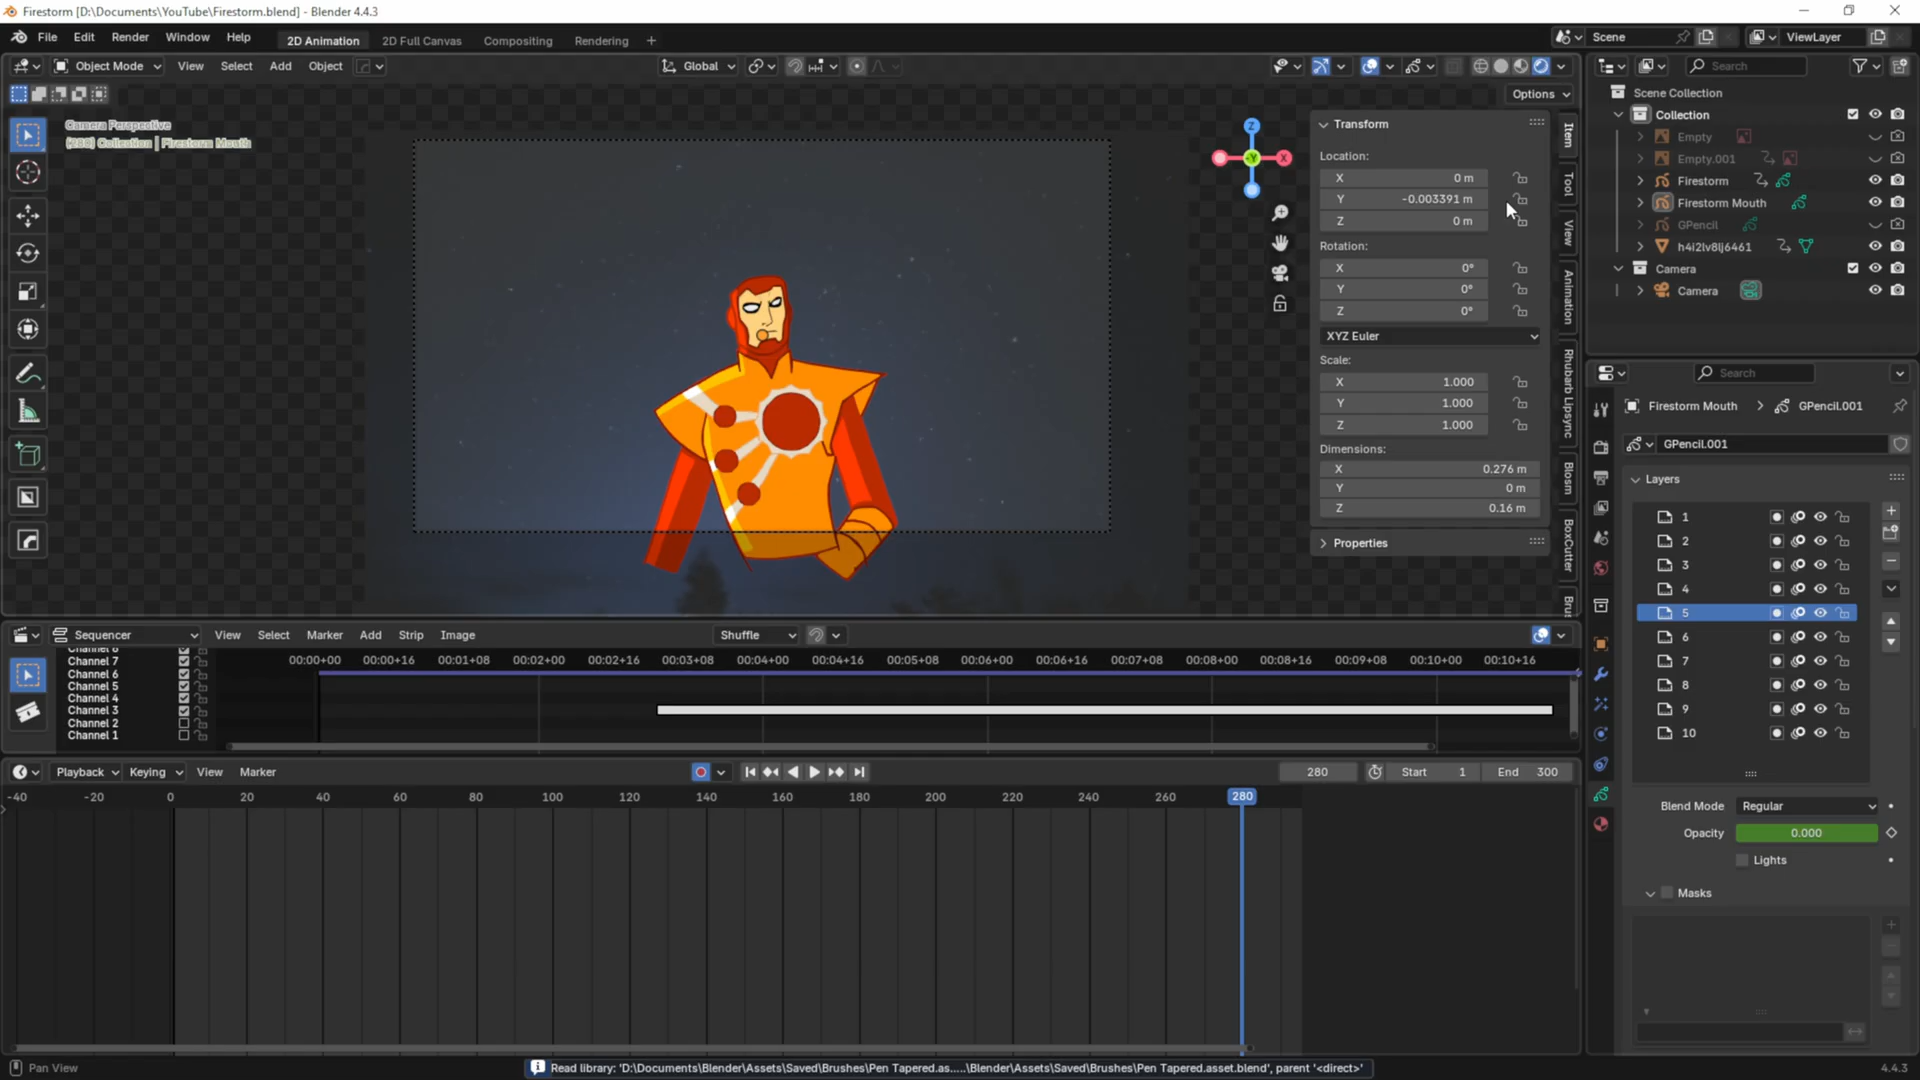 Firestorm [D:\Documents\YouTube\Firestorm.blend] - Blender 4.4.3
File Edit Render Window Help 2D Animation 2D Full Canvas Compositing Rendering + Scene ViewLayer
Object Mode View Select Add Object Global Search
Options
Camera Perspective
(280) Collection | Firestorm Mouth
Z
Y
X
Transform
Location:
X 0 m
Y -0.003391 m
Z 0 m
Rotation:
X 0°
Y 0°
Z 0°
XYZ Euler
Scale:
X 1.000
Y 1.000
Z 1.000
Dimensions:
X 0.276 m
Y 0 m
Z 0.16 m
Properties
Item
Tool
View
Animation
Rhubarb Lipsync
Blosm
BoxCutter
Brus
Scene Collection
Collection
Empty
Empty.001
Firestorm
Firestorm Mouth
GPencil
h4i2lv8lj6461
Camera
Camera
Search
Firestorm Mouth > GPencil.001
GPencil.001
Layers
1
2
3
4
5
6
7
8
9
10
Blend Mode Regular
Opacity 0.000
Lights
Masks
Sequencer View Select Marker Add Strip Image Shuffle
00:00+00 00:00+16 00:01+08 00:02+00 00:02+16 00:03+08 00:04+00 00:04+16 00:05+08 00:06+00 00:06+16 00:07+08 00:08+00 00:08+16 00:09+08 00:10+00 00:10+16
Channel 8
Channel 7
Channel 6
Channel 5
Channel 4
Channel 3
Channel 2
Channel 1
Playback Keying View Marker 280 Start 1 End 300
-40 -20 0 20 40 60 80 100 120 140 160 180 200 220 240 260 280
Pan View
Read library: 'D:\Documents\Blender\Assets\Saved\Brushes\Pen Tapered.as.....\Blender\Assets\Saved\Brushes\Pen Tapered.asset.blend', parent '<direct>'
4.4.3